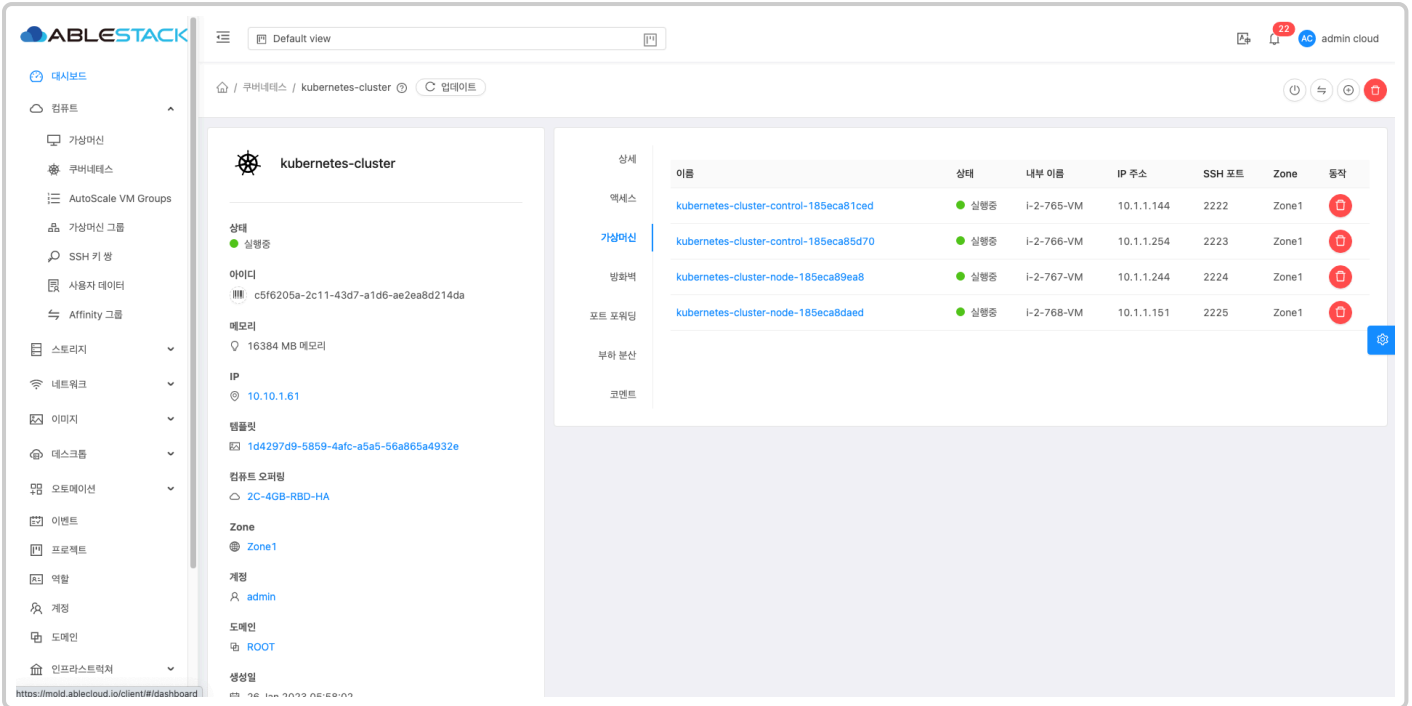 ABLESTACK
Default view
22
AC admin cloud
대시보드
컴퓨트
가상머신
쿠버네티스
AutoScale VM Groups
가상머신 그룹
SSH 키 쌍
사용자 데이터
Affinity 그룹
스토리지
네트워크
이미지
데스크톱
오토메이션
이벤트
프로젝트
역할
계정
도메인
인프라스트럭쳐
https://mold.ablecloud.io/client/#/dashboard
/ 쿠버네티스 / kubernetes-cluster 업데이트
kubernetes-cluster
상태
실행중
아이디
c5f6205a-2c11-43d7-a1d6-ae2ea8d214da
메모리
16384 MB 메모리
IP
10.10.1.61
템플릿
1d4297d9-5859-4afc-a5a5-56a865a4932e
컴퓨트 오퍼링
2C-4GB-RBD-HA
Zone
Zone1
계정
admin
도메인
ROOT
생성일
26 Jan 2023 05:58:02
상세
액세스
가상머신
방화벽
포트 포워딩
부하 분산
코멘트
이름 상태 내부 이름 IP 주소 SSH 포트 Zone 동작
kubernetes-cluster-control-185eca81ced 실행중 i-2-765-VM 10.1.1.144 2222 Zone1
kubernetes-cluster-control-185eca85d70 실행중 i-2-766-VM 10.1.1.254 2223 Zone1
kubernetes-cluster-node-185eca89ea8 실행중 i-2-767-VM 10.1.1.244 2224 Zone1
kubernetes-cluster-node-185eca8daed 실행중 i-2-768-VM 10.1.1.151 2225 Zone1